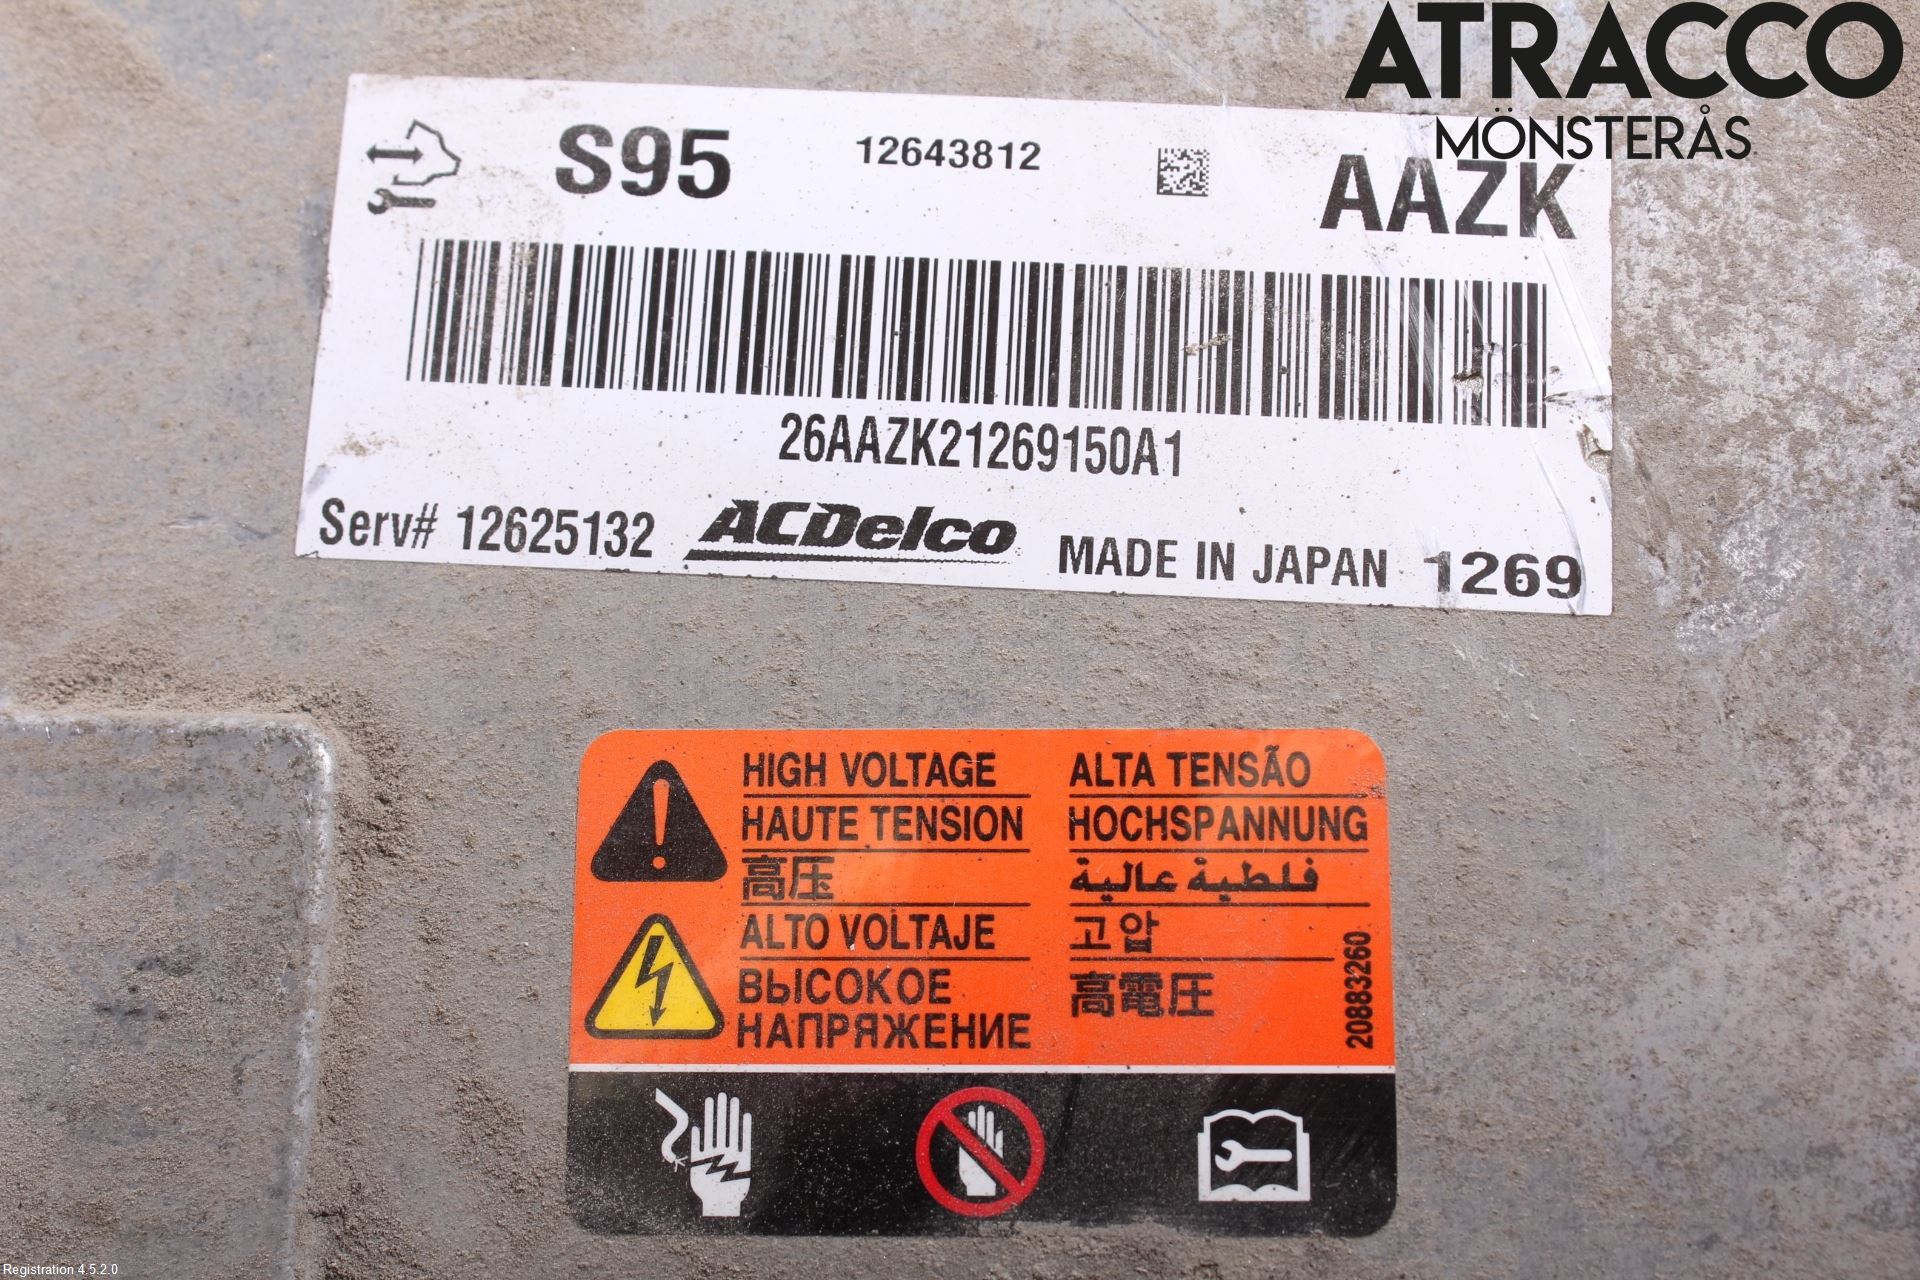 ATRACCO
MÖNSTERÅS
S95
12643812
AAZK
26AAZK21269150A1
Serv# 12625132
ACDelco
MADE IN JAPAN
1269
HIGH VOLTAGE
HAUTE TENSION
高压
ALTO VOLTAJE
ВЫСОКОЕ
НАПРЯЖЕНИЕ
ALTA TENSÃO
HOCHSPANNUNG
فلطية عالية
고압
高電圧
20883260
Registration 4.5.2.0